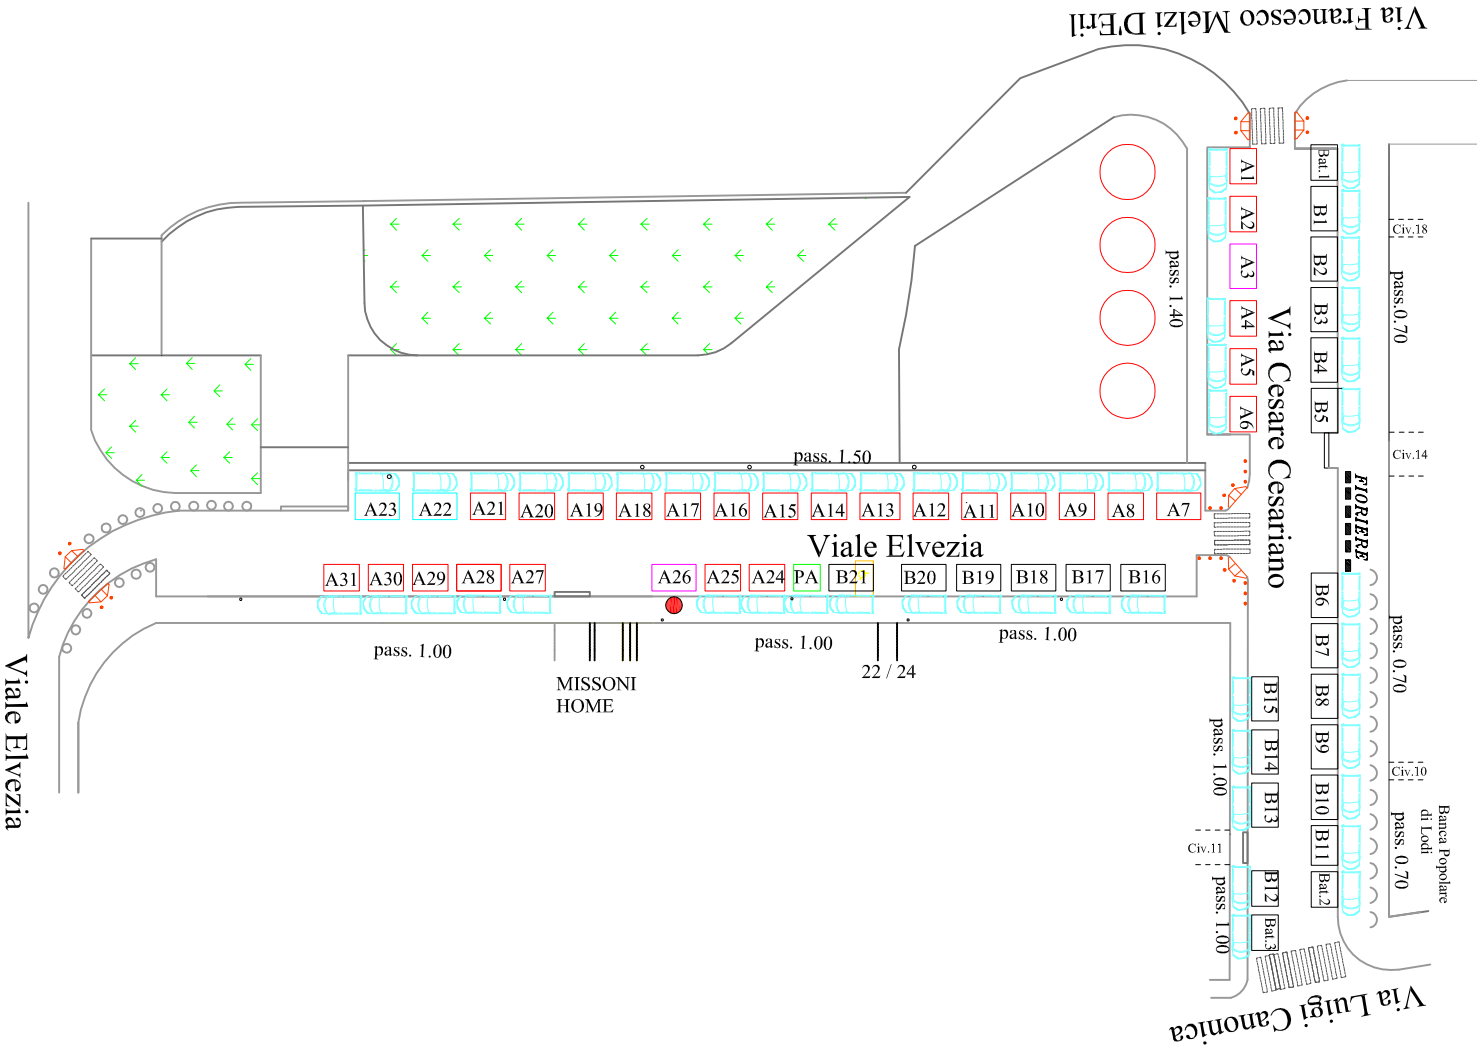 Via Francesco Melzi D'Eril
A1
Bat.1
A2
B1
Civ.18
A3
B2
pass. 1.40
pass.0.70
A4
B3
Via Cesare Cesariano
A5
B4
A6
B5
Civ.14
pass. 1.50
FIORIERE
A23
A22
A21
A20
A19
A18
A17
A16
A15
A14
A13
A12
A11
A10
A9
A8
A7
Viale Elvezia
A31
A30
A29
A28
A27
A26
A25
A24
PA
B21
B20
B19
B18
B17
B16
B6
B7
pass. 0.70
pass. 1.00
pass. 1.00
pass. 1.00
22 / 24
MISSONI
HOME
Viale Elvezia
B15
B8
B14
B9
pass. 1.00
Civ.10
B13
B10
Banca Popolare
di Lodi
Civ.11
B11
pass. 0.70
B12
Bat.2
pass. 1.00
Bat.3
Via Luigi Canonica